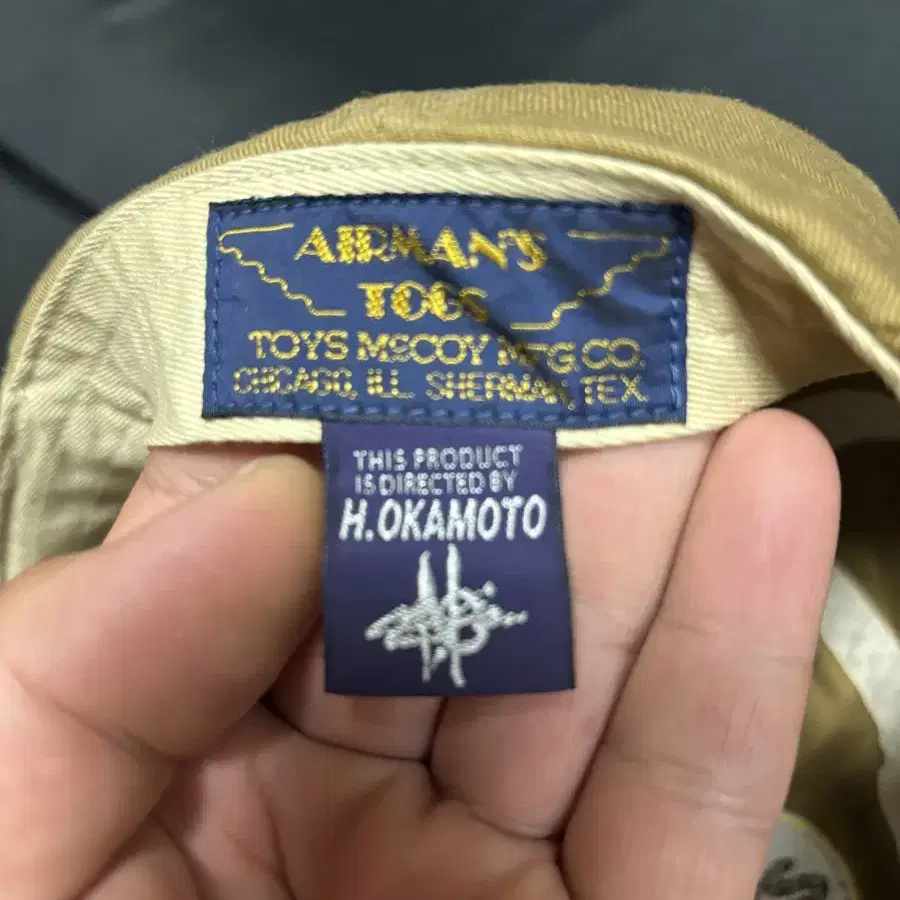 AIRMAN'S
TOGS
TOYS McCOY MFG.CO.
CHICAGO, ILL. SHERMAN, TEX.
THIS PRODUCT
IS DIRECTED BY
H.OKAMOTO